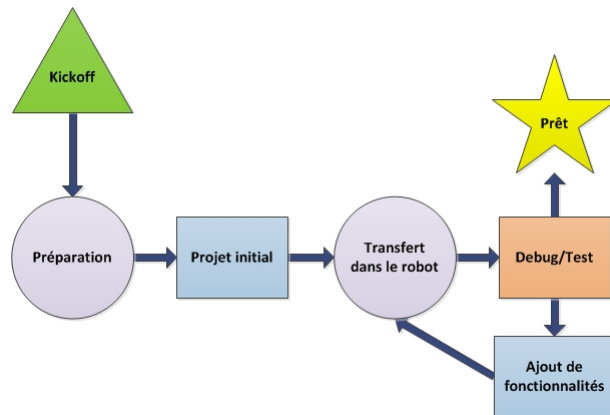 Kickoff
Prêt
Préparation
Projet initial
Transfert
dans le robot
Debug/Test
Ajout de
fonctionnalités